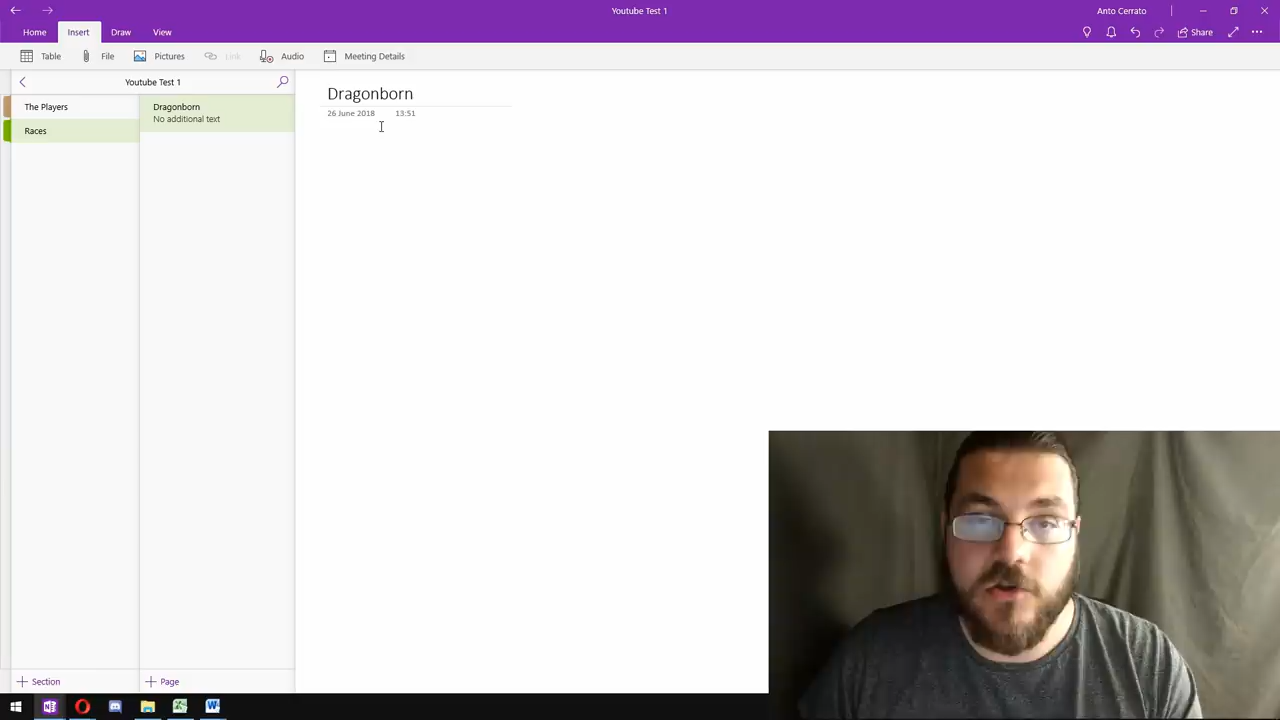 Youtube Test 1
Anto Cerrato
Home
Insert
Draw
View
Share
Table
File
Pictures
Link
Audio
Meeting Details
Youtube Test 1
The Players
Races
Dragonborn
No additional text
Dragonborn
26 June 2018 13:51
Section
Page